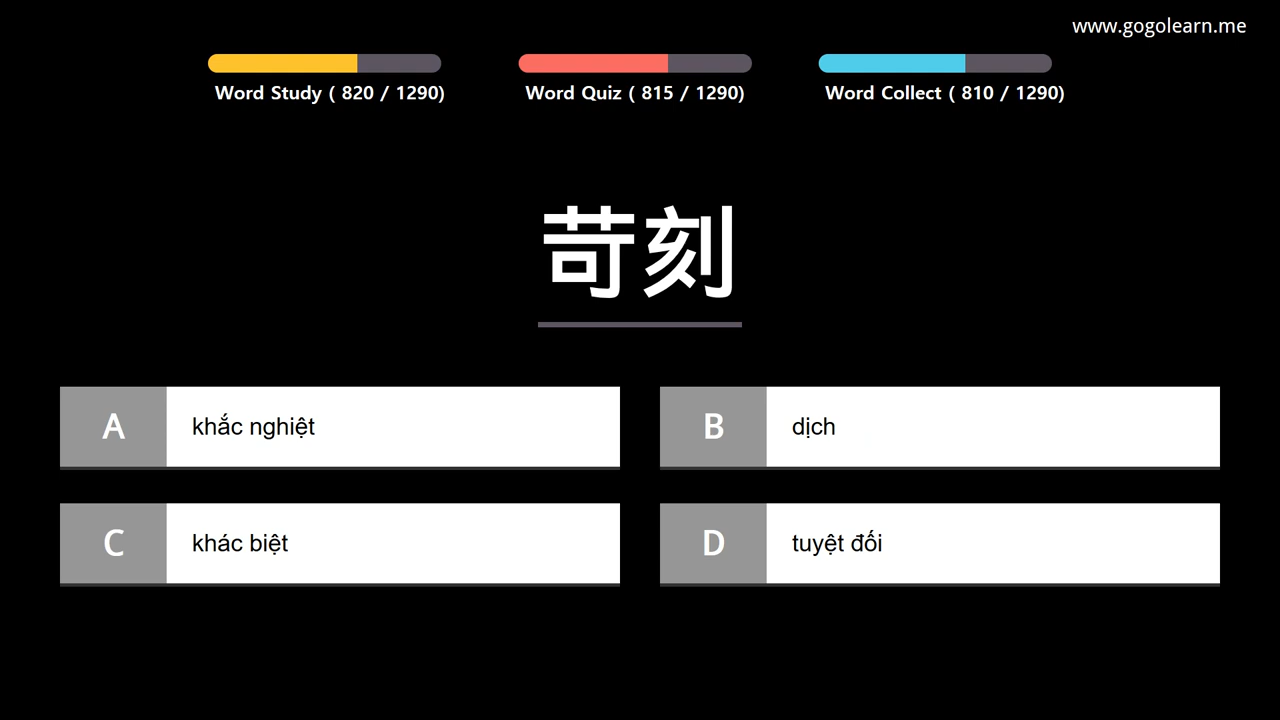 www.gogolearn.me
Word Study ( 820 / 1290)
Word Quiz ( 815 / 1290)
Word Collect ( 810 / 1290)
苛刻
A khắc nghiệt
B dịch
C khác biệt
D tuyệt đối